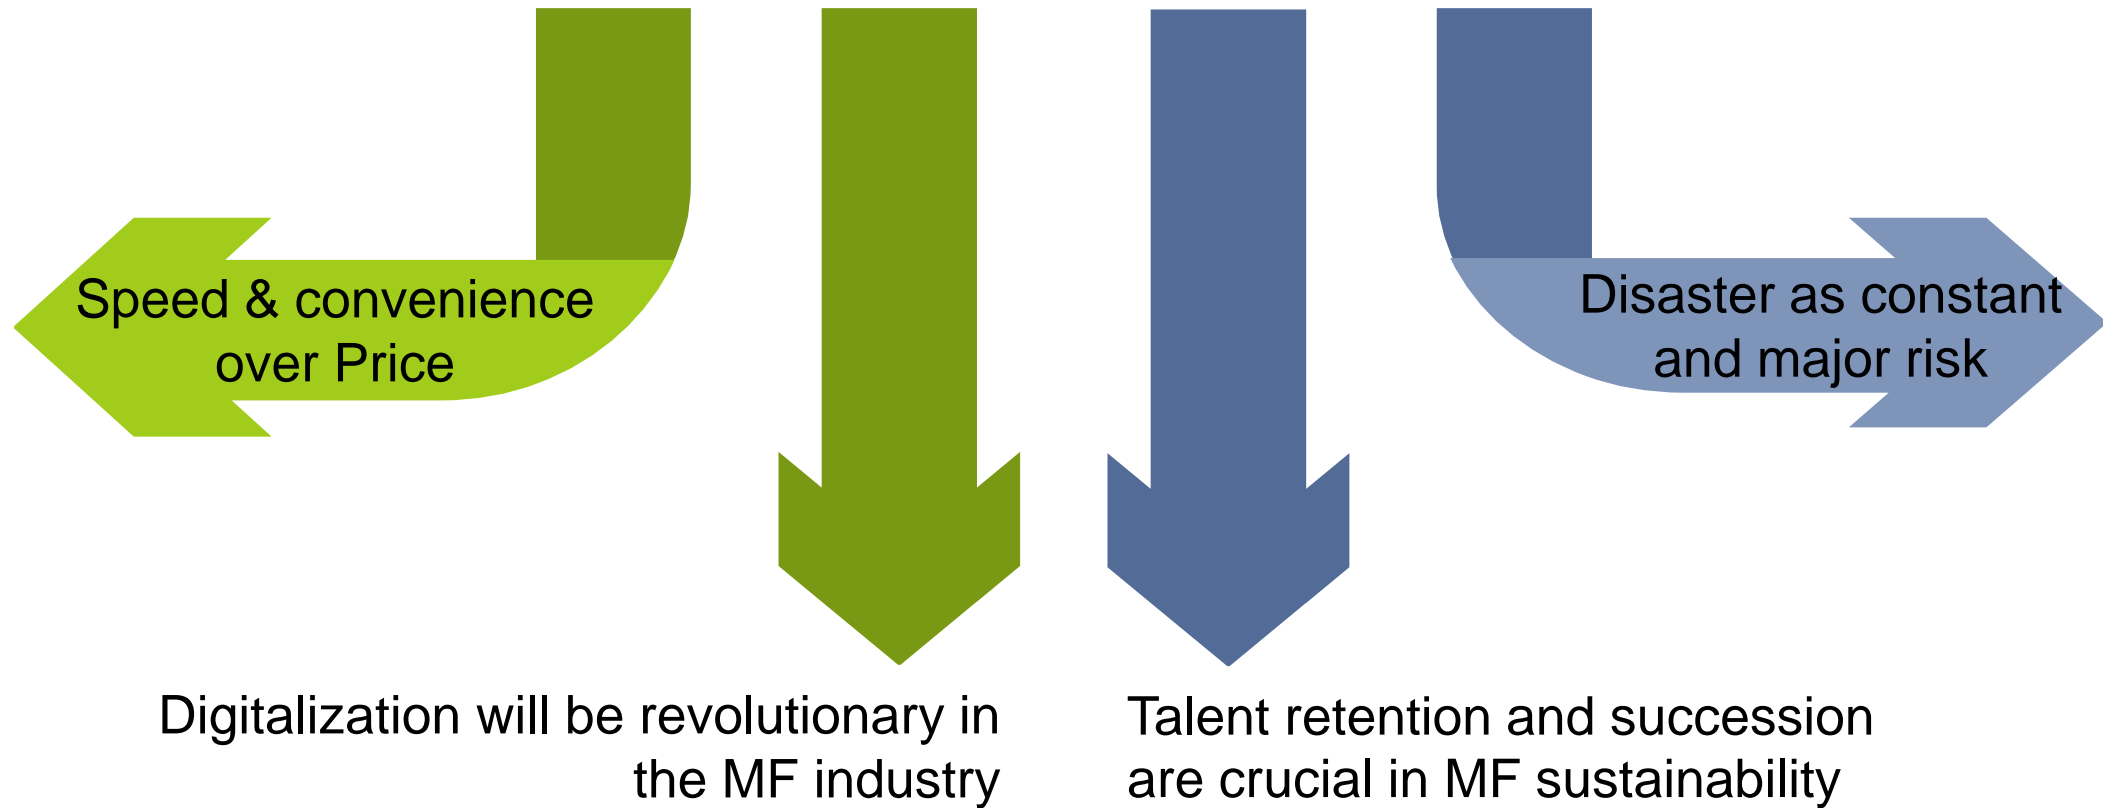 Speed & convenience
over Price
Disaster as constant
and major risk
Digitalization will be revolutionary in
the MF industry
Talent retention and succession
are crucial in MF sustainability